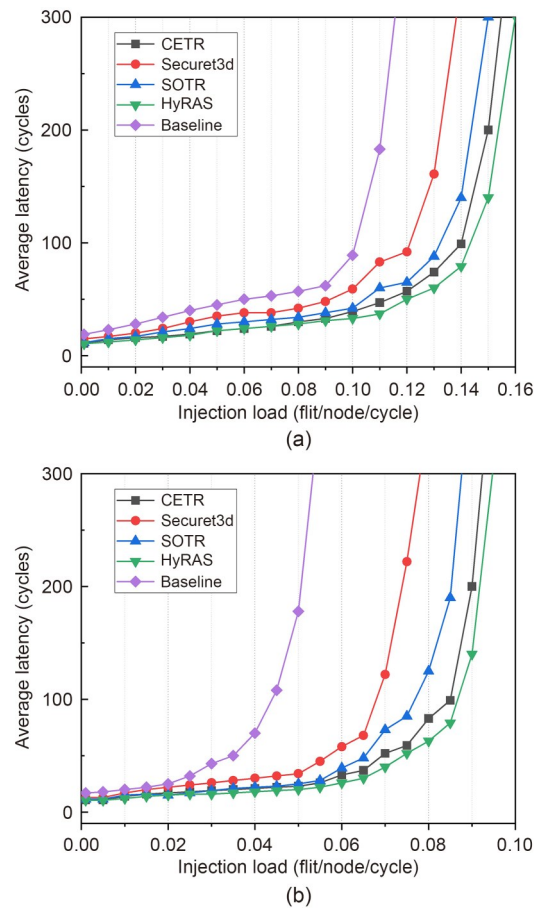 300
200
100
0
Average latency (cycles)
CETR
Securet3d
SOTR
HyRAS
Baseline
0.00 0.02 0.04 0.06 0.08 0.10 0.12 0.14 0.16
Injection load (flit/node/cycle)
(a)
300
200
100
0
Average latency (cycles)
CETR
Securet3d
SOTR
HyRAS
Baseline
0.00 0.02 0.04 0.06 0.08 0.10
Injection load (flit/node/cycle)
(b)